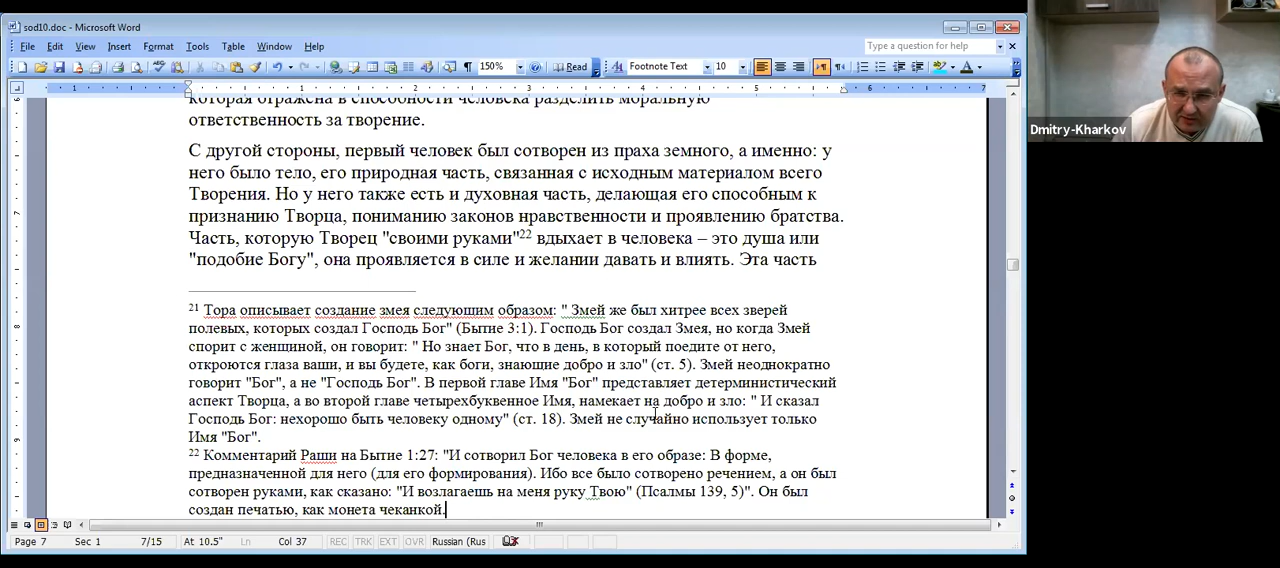 sod10.doc - Microsoft Word
File Edit View Insert Format Tools Table Window Help
Type a question for help
150% Read Footnote Text 10
1 1 2 3 4 5 6 7
которая отражена в способности человека разделить моральную
ответственность за творение.
С другой стороны, первый человек был сотворен из праха земного, а именно: у
него было тело, его природная часть, связанная с исходным материалом всего
Творения. Но у него также есть и духовная часть, делающая его способным к
признанию Творца, пониманию законов нравственности и проявлению братства.
Часть, которую Творец "своими руками"22 вдыхает в человека – это душа или
"подобие Богу", она проявляется в силе и желании давать и влиять. Эта часть
21 Тора описывает создание змея следующим образом: " Змей же был хитрее всех зверей
полевых, которых создал Господь Бог" (Бытие 3:1). Господь Бог создал Змея, но когда Змей
спорит с женщиной, он говорит: " Но знает Бог, что в день, в который поедите от него,
откроются глаза ваши, и вы будете, как боги, знающие добро и зло" (ст. 5). Змей неоднократно
говорит "Бог", а не "Господь Бог". В первой главе Имя "Бог" представляет детерминистический
аспект Творца, а во второй главе четырехбуквенное Имя, намекает на добро и зло: " И сказал
Господь Бог: нехорошо быть человеку одному" (ст. 18). Змей не случайно использует только
Имя "Бог".
22 Комментарий Раши на Бытие 1:27: "И сотворил Бог человека в его образе: В форме,
предназначенной для него (для его формирования). Ибо все было сотворено речением, а он был
сотворен руками, как сказано: "И возлагаешь на меня руку Твою" (Псалмы 139, 5)". Он был
создан печатью, как монета чеканкой.
Page 7 Sec 1 7/15 At 10.5" Ln Col 37 REC TRK EXT OVR Russian (Rus
Dmitry-Kharkov